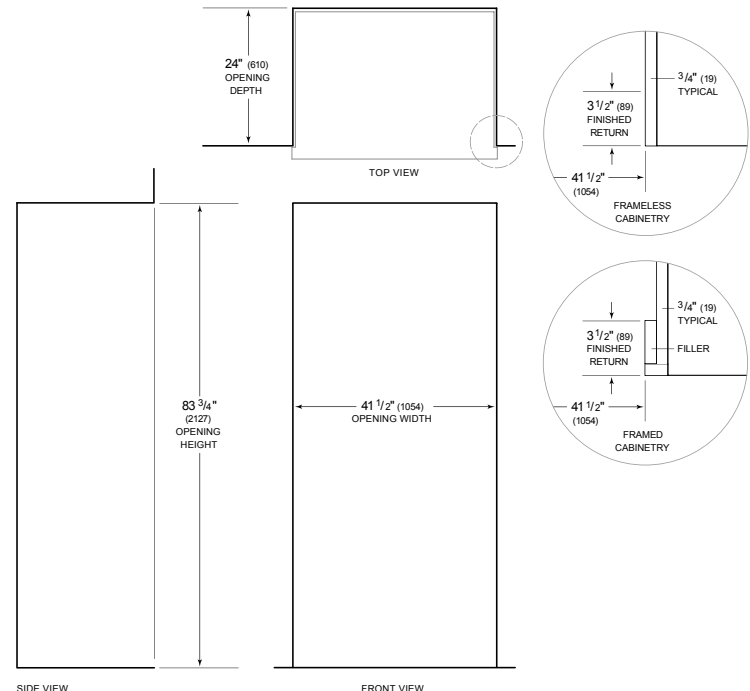 24" (610)
OPENING
DEPTH
TOP VIEW
3/4" (19)
TYPICAL
3 1/2" (89)
FINISHED
RETURN
41 1/2"
(1054)
FRAMELESS
CABINETRY
3/4" (19)
TYPICAL
3 1/2" (89)
FINISHED
RETURN
FILLER
41 1/2"
(1054)
FRAMED
CABINETRY
83 3/4"
(2127)
OPENING
HEIGHT
41 1/2" (1054)
OPENING WIDTH
SIDE VIEW
FRONT VIEW